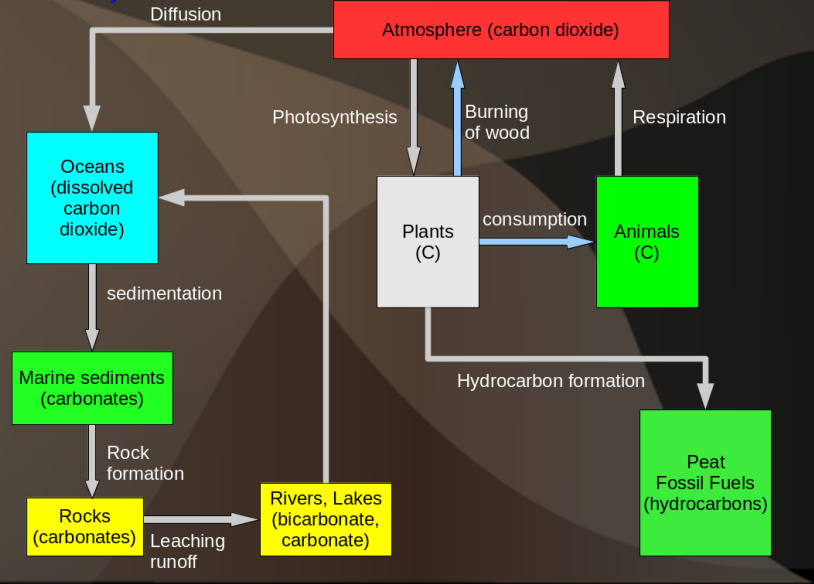 Diffusion
Atmosphere (carbon dioxide)
Photosynthesis
Burning
of wood
Respiration
Oceans
(dissolved
carbon
dioxide)
Plants
(C)
consumption
Animals
(C)
sedimentation
Marine sediments
(carbonates)
Hydrocarbon formation
Rock
formation
Peat
Fossil Fuels
(hydrocarbons)
Rocks
(carbonates)
Leaching
runoff
Rivers, Lakes
(bicarbonate,
carbonate)